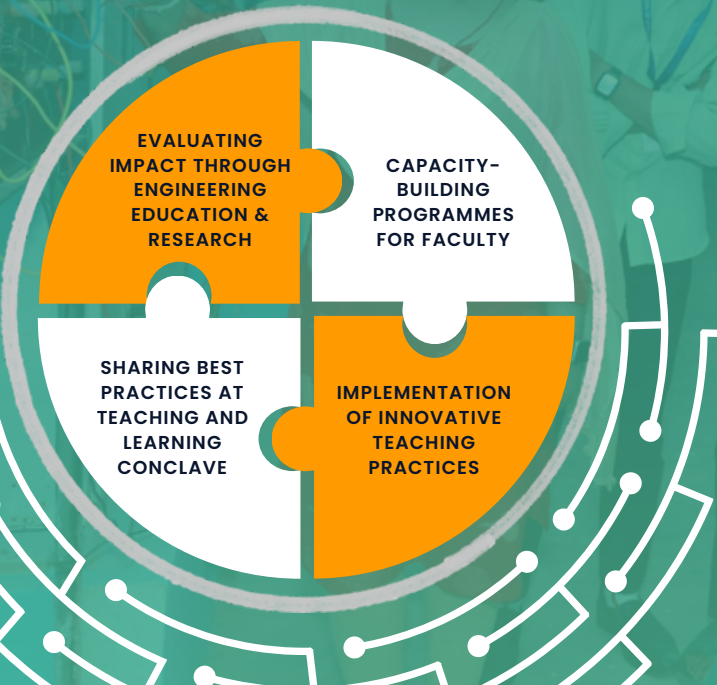 EVALUATING
IMPACT THROUGH
ENGINEERING
EDUCATION &
RESEARCH
CAPACITY-
BUILDING
PROGRAMMES
FOR FACULTY
SHARING BEST
PRACTICES AT
TEACHING AND
LEARNING
CONCLAVE
IMPLEMENTATION
OF INNOVATIVE
TEACHING
PRACTICES